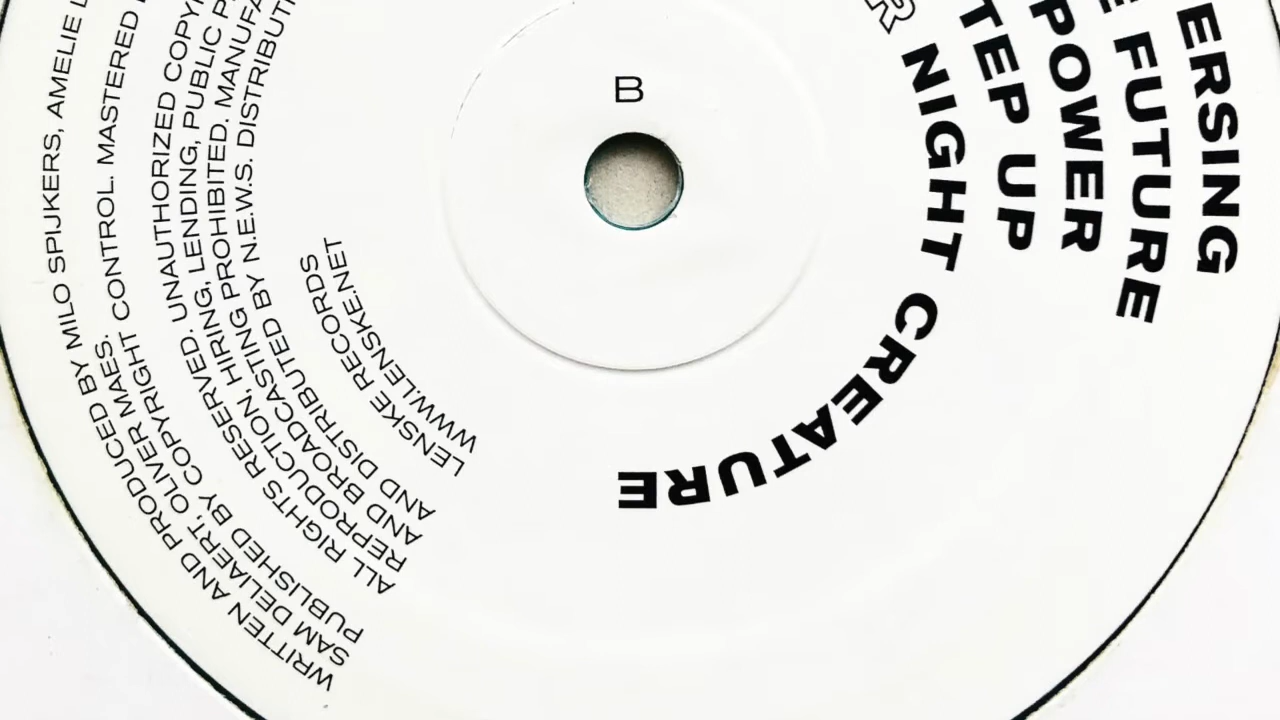 B
ERSING
E FUTURE
POWER
TEP UP
R NIGHT CREATURE
WRITTEN AND PRODUCED BY MILO SPIJKERS, AMELIE L
SAM DELIAERT, OLIVER MAES.
PUBLISHED BY COPYRIGHT CONTROL. MASTERED
ALL RIGHTS RESERVED. UNAUTHORIZED COPY
REPRODUCTION, HIRING, LENDING, PUBLIC P
AND BROADCASTING PROHIBITED. MANUFA
AND DISTRIBUTED BY N.E.W.S. DISTRIBUT
LENSKE RECORDS
WWW.LENSKE.NET